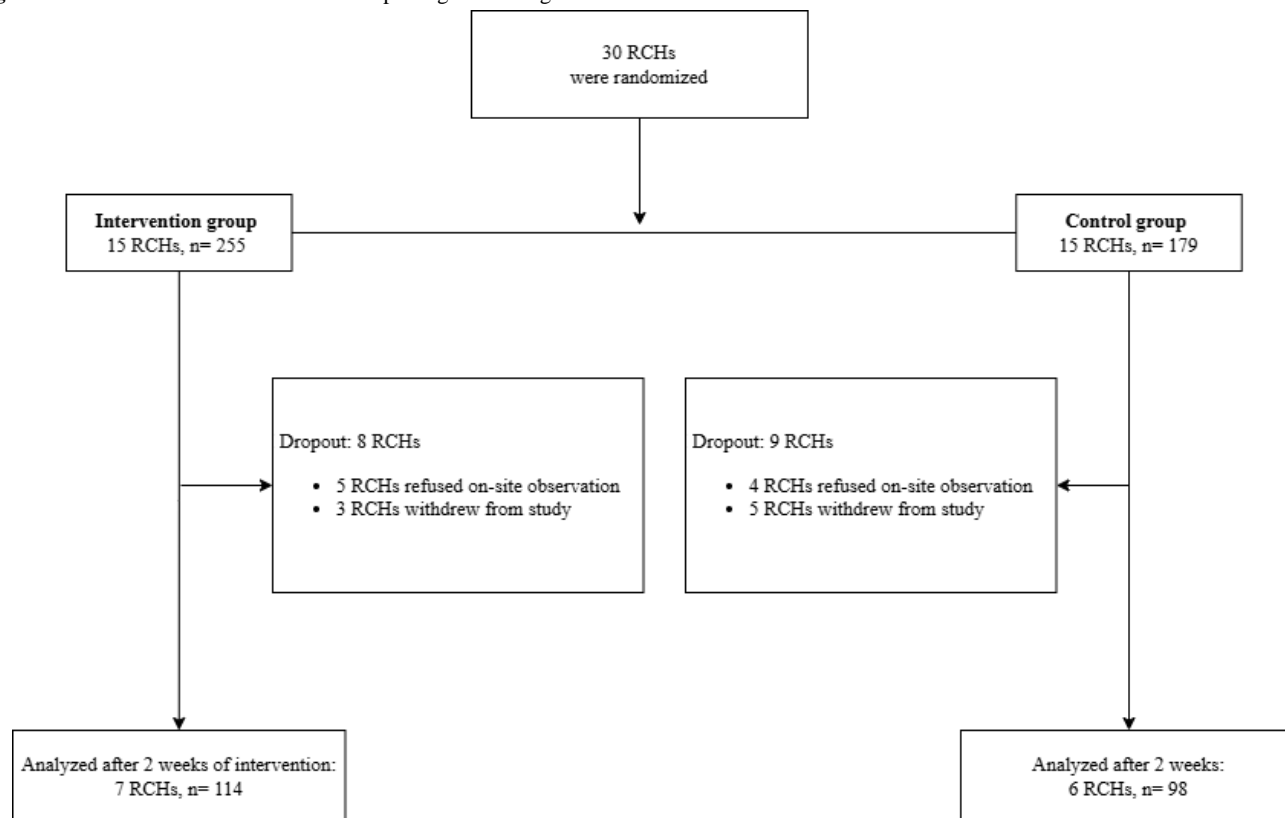 30 RCHs
were randomized
Intervention group
15 RCHs, n= 255
Control group
15 RCHs, n= 179
Dropout: 8 RCHs
• 5 RCHs refused on-site observation
• 3 RCHs withdrew from study
Dropout: 9 RCHs
• 4 RCHs refused on-site observation
• 5 RCHs withdrew from study
Analyzed after 2 weeks of intervention:
7 RCHs, n= 114
Analyzed after 2 weeks:
6 RCHs, n= 98